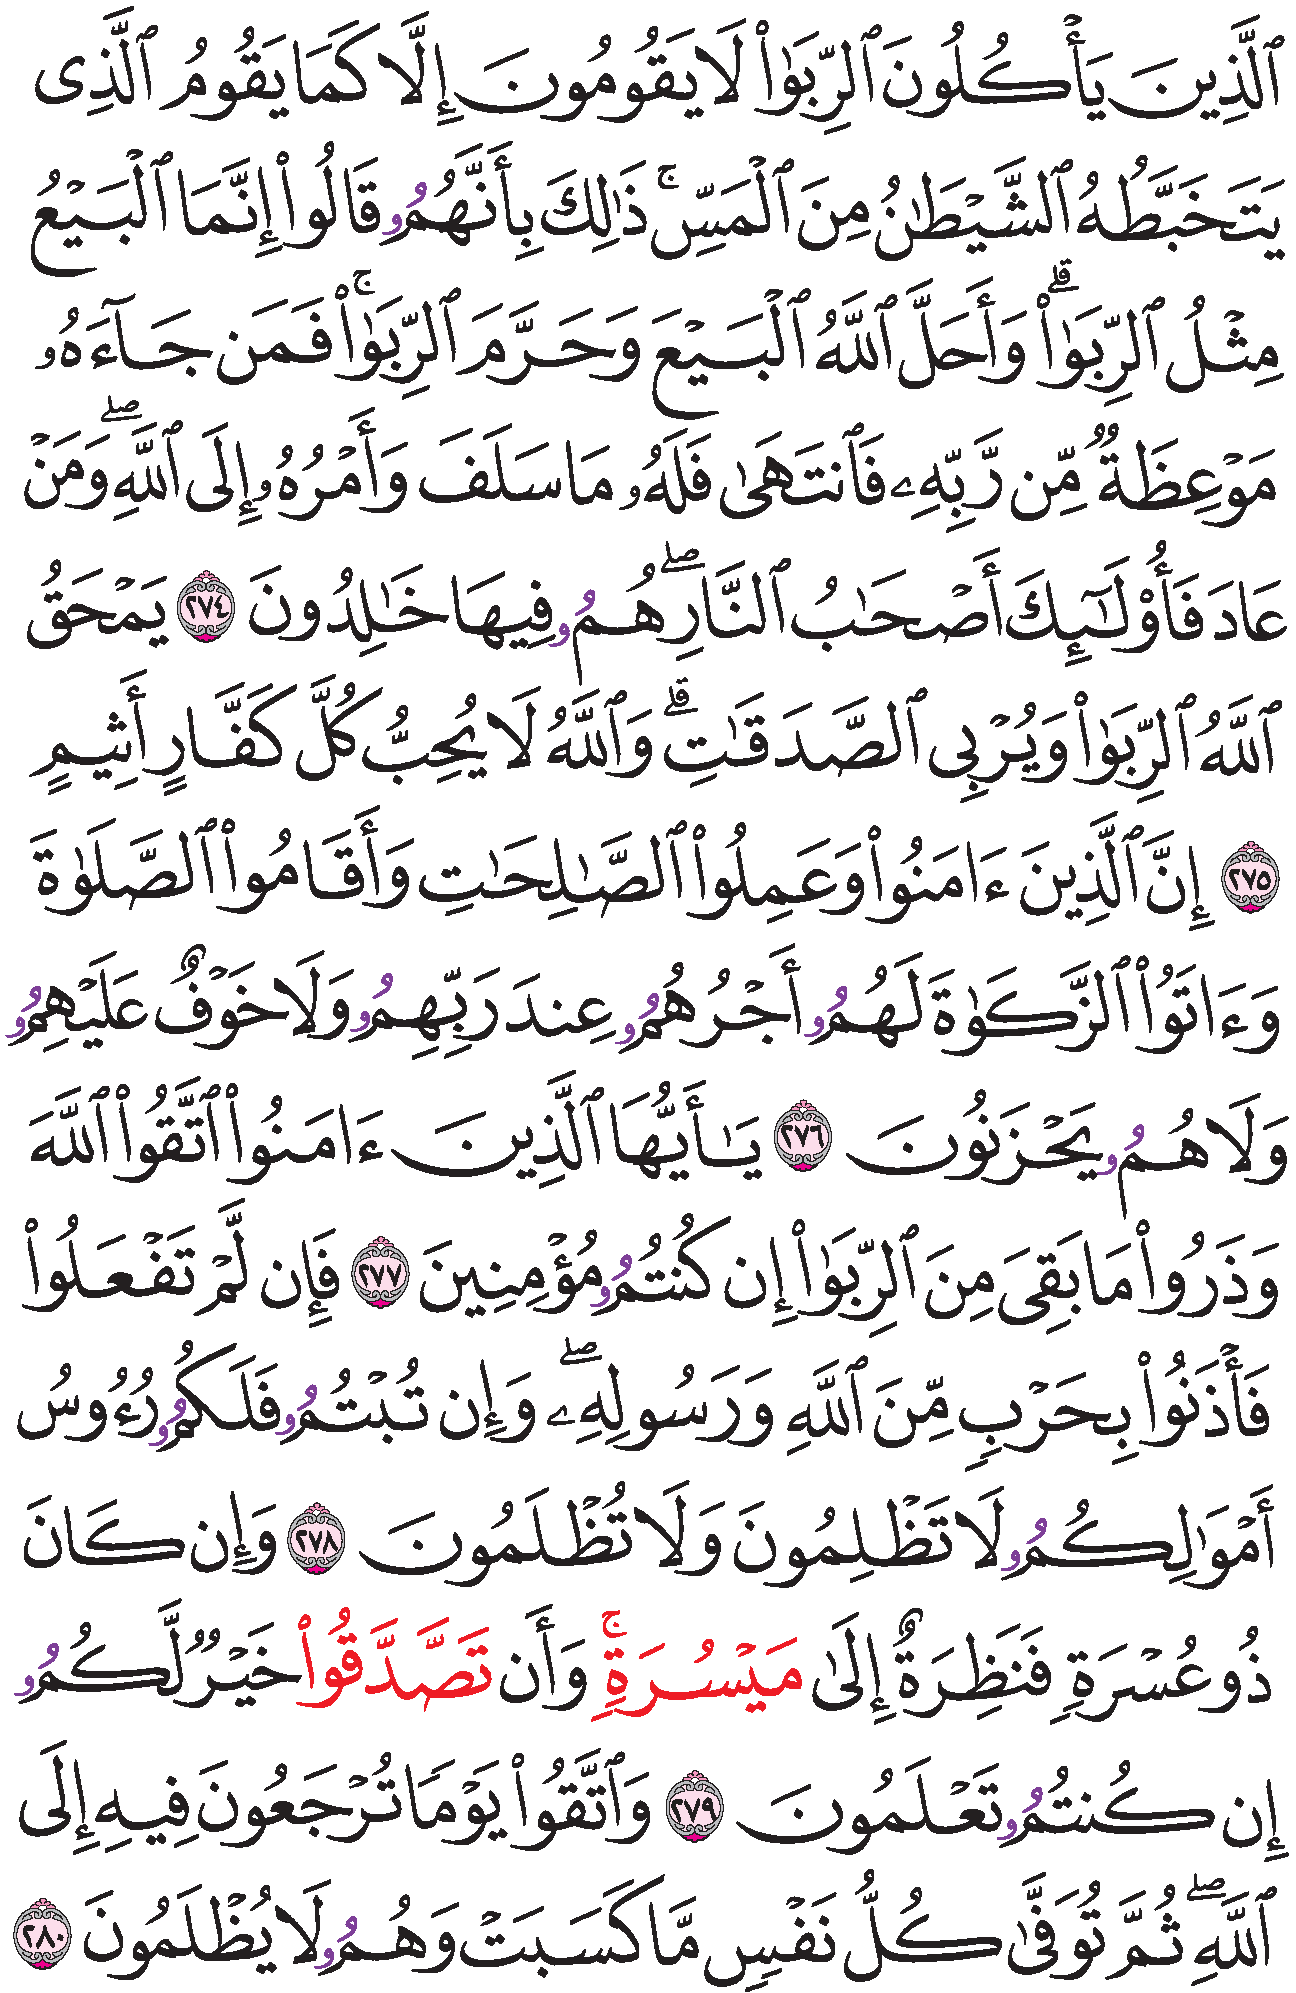 ٱلَّذِينَ يَأۡكُلُونَ ٱلرِّبَوٰاْ لَا يَقُومُونَ إِلَّا كَمَا يَقُومُ ٱلَّذِى
يَتَخَبَّطُهُ ٱلشَّيۡطَٰنُ مِنَ ٱلۡمَسِّۚ ذَٰلِكَ بِأَنَّهُمُۥ قَالُواْ إِنَّمَا ٱلۡبَيۡعُ
مِثۡلُ ٱلرِّبَوٰاْۗ وَأَحَلَّ ٱللَّهُ ٱلۡبَيۡعَ وَحَرَّمَ ٱلرِّبَوٰاْۚ فَمَن جَآءَهُۥ
مَوۡعِظَةٞ مِّن رَّبِّهِۦ فَٱنتَهَىٰ فَلَهُۥ مَا سَلَفَ وَأَمۡرُهُۥ إِلَى ٱللَّهِۖ وَمَنۡ
عَادَ فَأُوْلَٰٓئِكَ أَصۡحَٰبُ ٱلنَّارِۖ هُمُۥ فِيهَا خَٰلِدُونَ ٢٧٤ يَمۡحَقُ
ٱللَّهُ ٱلرِّبَوٰاْ وَيُرۡبِى ٱلصَّدَقَٰتِۗ وَٱللَّهُ لَا يُحِبُّ كُلَّ كَفَّارٍ أَثِيمٍ
٢٧٥ إِنَّ ٱلَّذِينَ ءَامَنُواْ وَعَمِلُواْ ٱلصَّٰلِحَٰتِ وَأَقَامُواْ ٱلصَّلَوٰةَ
وَءَاتَوُاْ ٱلزَّكَوٰةَ لَهُمُۥ أَجۡرُهُمُۥ عِندَ رَبِّهِمُۥ وَلَا خَوۡفٌ عَلَيۡهِمُۥ
وَلَا هُمُۥ يَحۡزَنُونَ ٢٧٦ يَٰٓأَيُّهَا ٱلَّذِينَ ءَامَنُواْ ٱتَّقُواْ ٱللَّهَ
وَذَرُواْ مَا بَقِىَ مِنَ ٱلرِّبَوٰاْ إِن كُنتُمُۥ مُؤۡمِنِينَ ٢٧٧ فَإِن لَّمۡ تَفۡعَلُواْ
فَأۡذَنُواْ بِحَرۡبٍ مِّنَ ٱللَّهِ وَرَسُولِهِۦۖ وَإِن تُبۡتُمُۥ فَلَكُمُۥ رُءُوسُ
أَمۡوَٰلِكُمُۥ لَا تَظۡلِمُونَ وَلَا تُظۡلَمُونَ ٢٧٨ وَإِن كَانَ
ذُو عُسۡرَةٍ فَنَظِرَةٌ إِلَىٰ مَيۡسُرَةٍۚ وَأَن تَصَّدَّقُواْ خَيۡرٞ لَّكُمُۥ
إِن كُنتُمُۥ تَعۡلَمُونَ ٢٧٩ وَٱتَّقُواْ يَوۡمٗا تُرۡجَعُونَ فِيهِ إِلَى
ٱللَّهِۖ ثُمَّ تُوَفَّىٰ كُلُّ نَفۡسٍ مَّا كَسَبَتۡ وَهُمُۥ لَا يُظۡلَمُونَ ٢٨٠